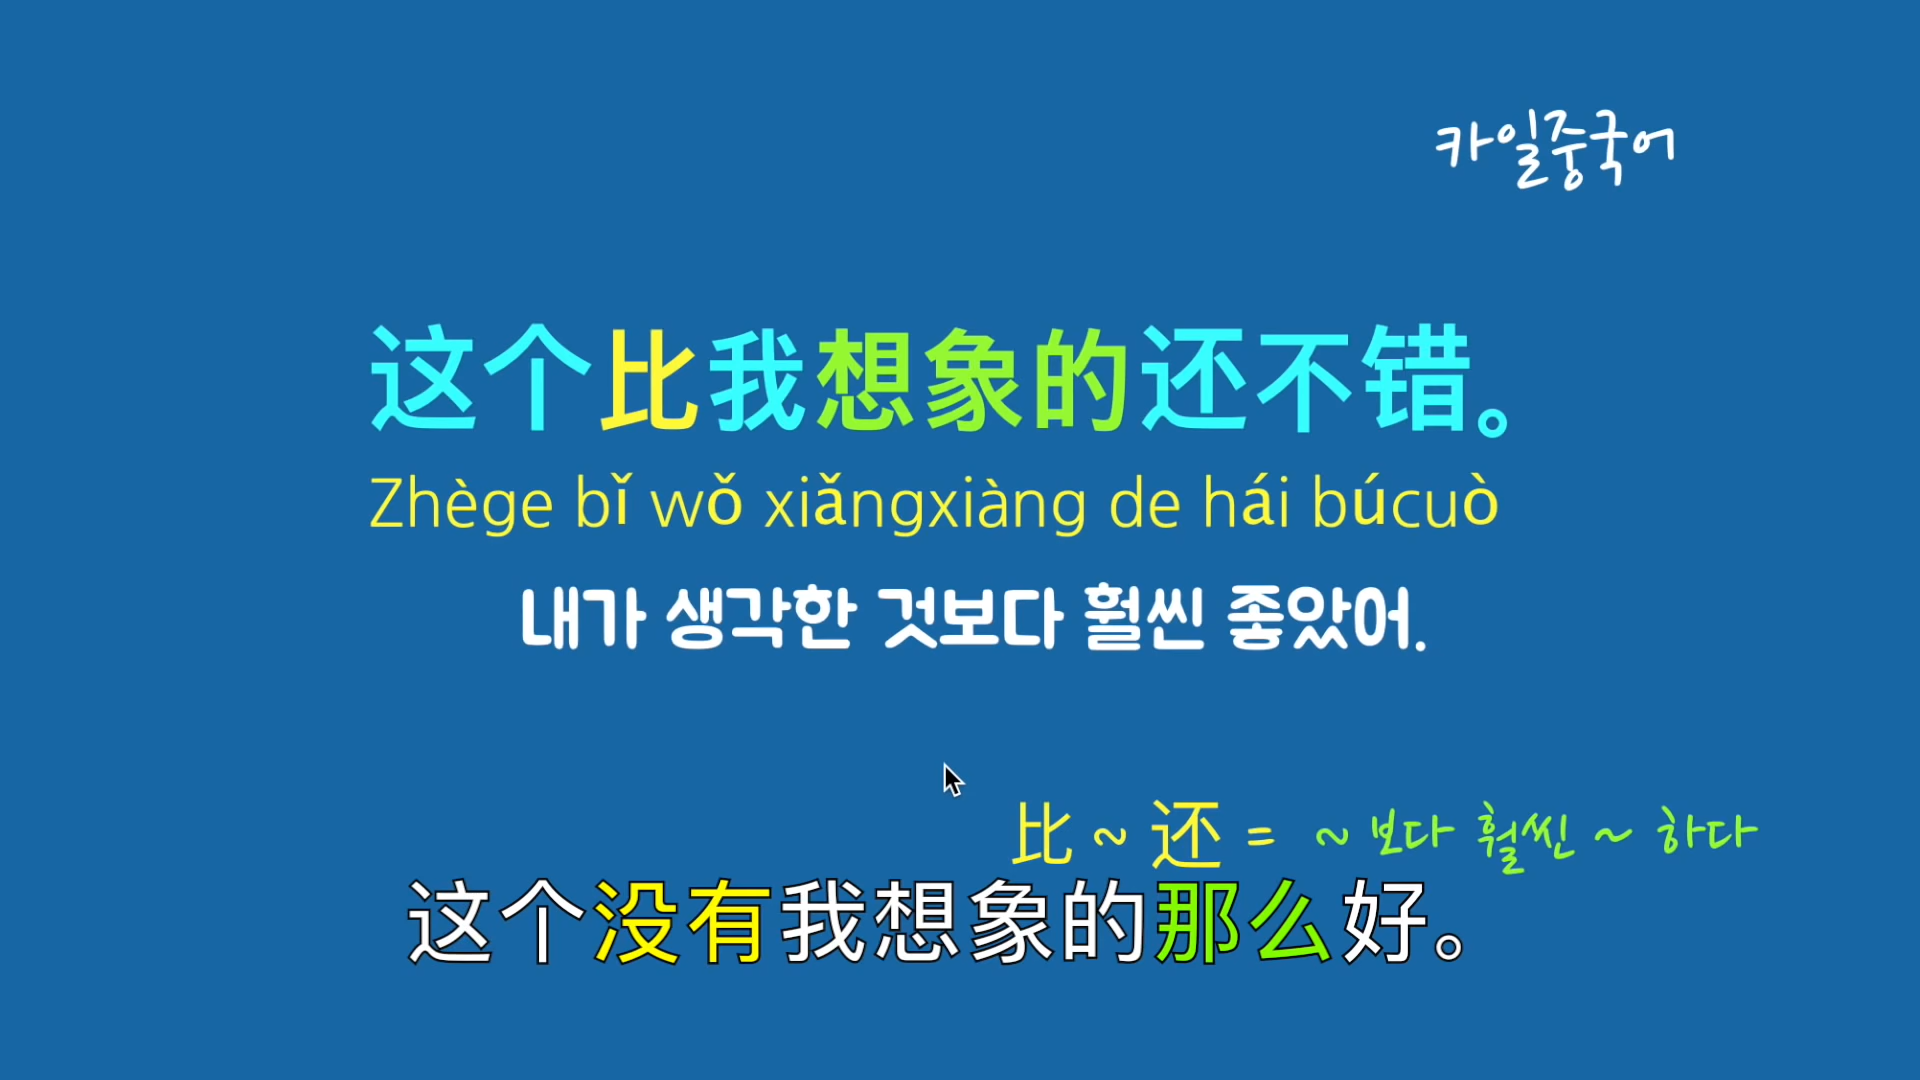 카일중국어
这个比我想象的还不错。
Zhège bǐ wǒ xiǎngxiàng de hái búcuò
내가 생각한 것보다 훨씬 좋았어.
比 ~ 还 = ~ 보다 훨씬 ~ 하다
这个没有我想象的那么好。